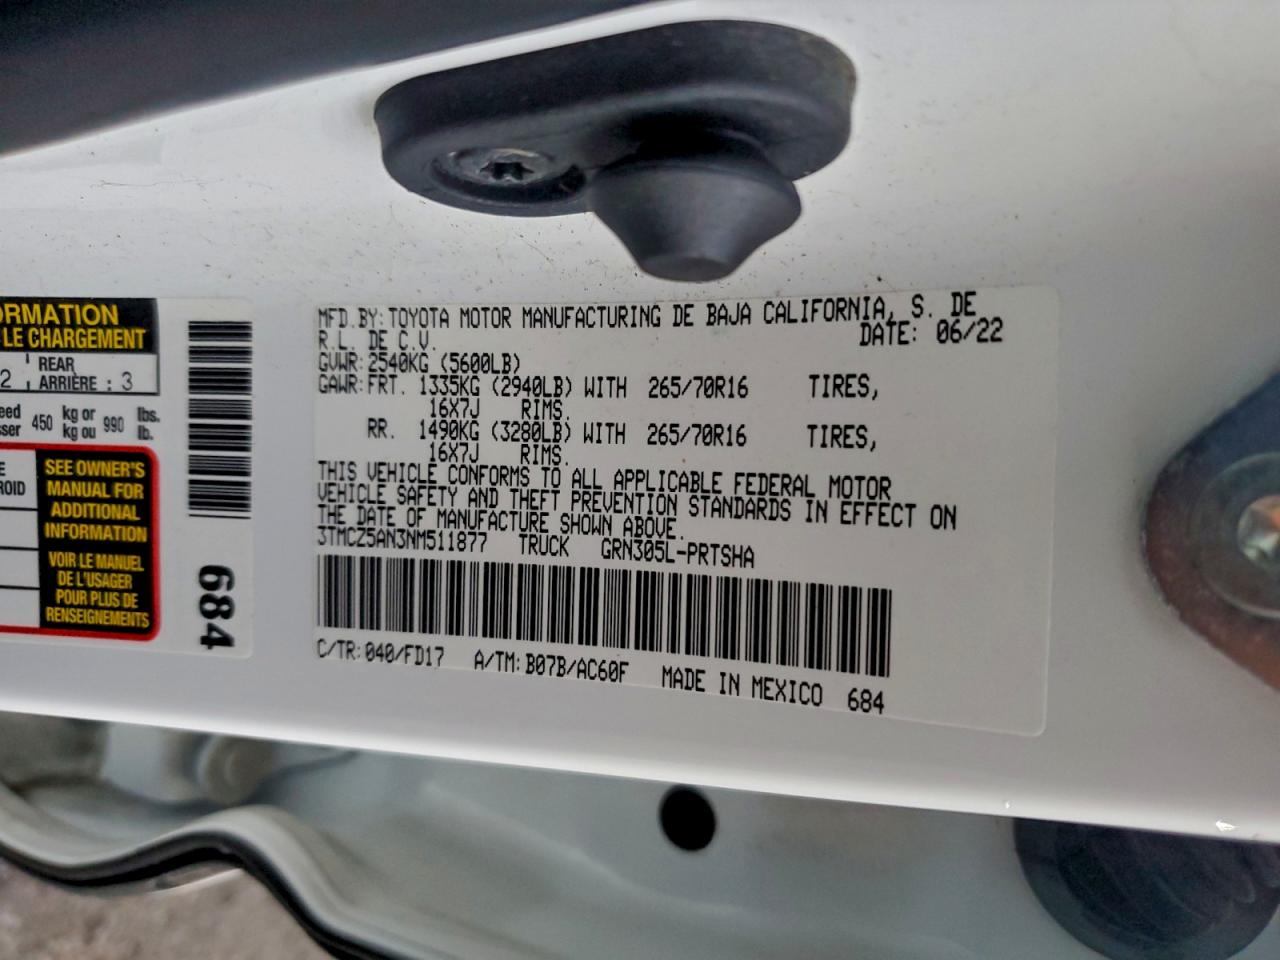 ORMATION
LE CHARGEMENT
2 REAR
ARRIÈRE : 3
450 kg or 990 lbs.
kg ou lb.
SEE OWNER'S
MANUAL FOR
ADDITIONAL
INFORMATION
VOIR LE MANUEL
DE L'USAGER
POUR PLUS DE
RENSEIGNEMENTS
684
MFD.BY: TOYOTA MOTOR MANUFACTURING DE BAJA CALIFORNIA, S. DE
R.L. DE C.V. DATE: 06/22
GVWR: 2540KG (5600LB)
GAWR: FRT. 1335KG (2940LB) WITH 265/70R16 TIRES,
16X7J RIMS.
RR. 1490KG (3280LB) WITH 265/70R16 TIRES,
16X7J RIMS.
THIS VEHICLE CONFORMS TO ALL APPLICABLE FEDERAL MOTOR
VEHICLE SAFETY AND THEFT PREVENTION STANDARDS IN EFFECT ON
THE DATE OF MANUFACTURE SHOWN ABOVE.
3TMCZ5AN3NM511877 TRUCK GRN305L-PRTSHA
C/TR: 040/FD17 A/TM: B07B/AC60F MADE IN MEXICO 684